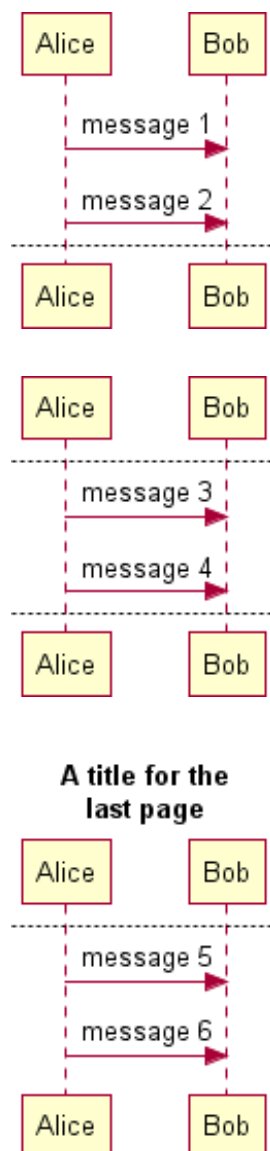 Alice Bob
message 1
message 2
Alice Bob
Alice Bob
message 3
message 4
Alice Bob
A title for the
last page
Alice Bob
message 5
message 6
Alice Bob